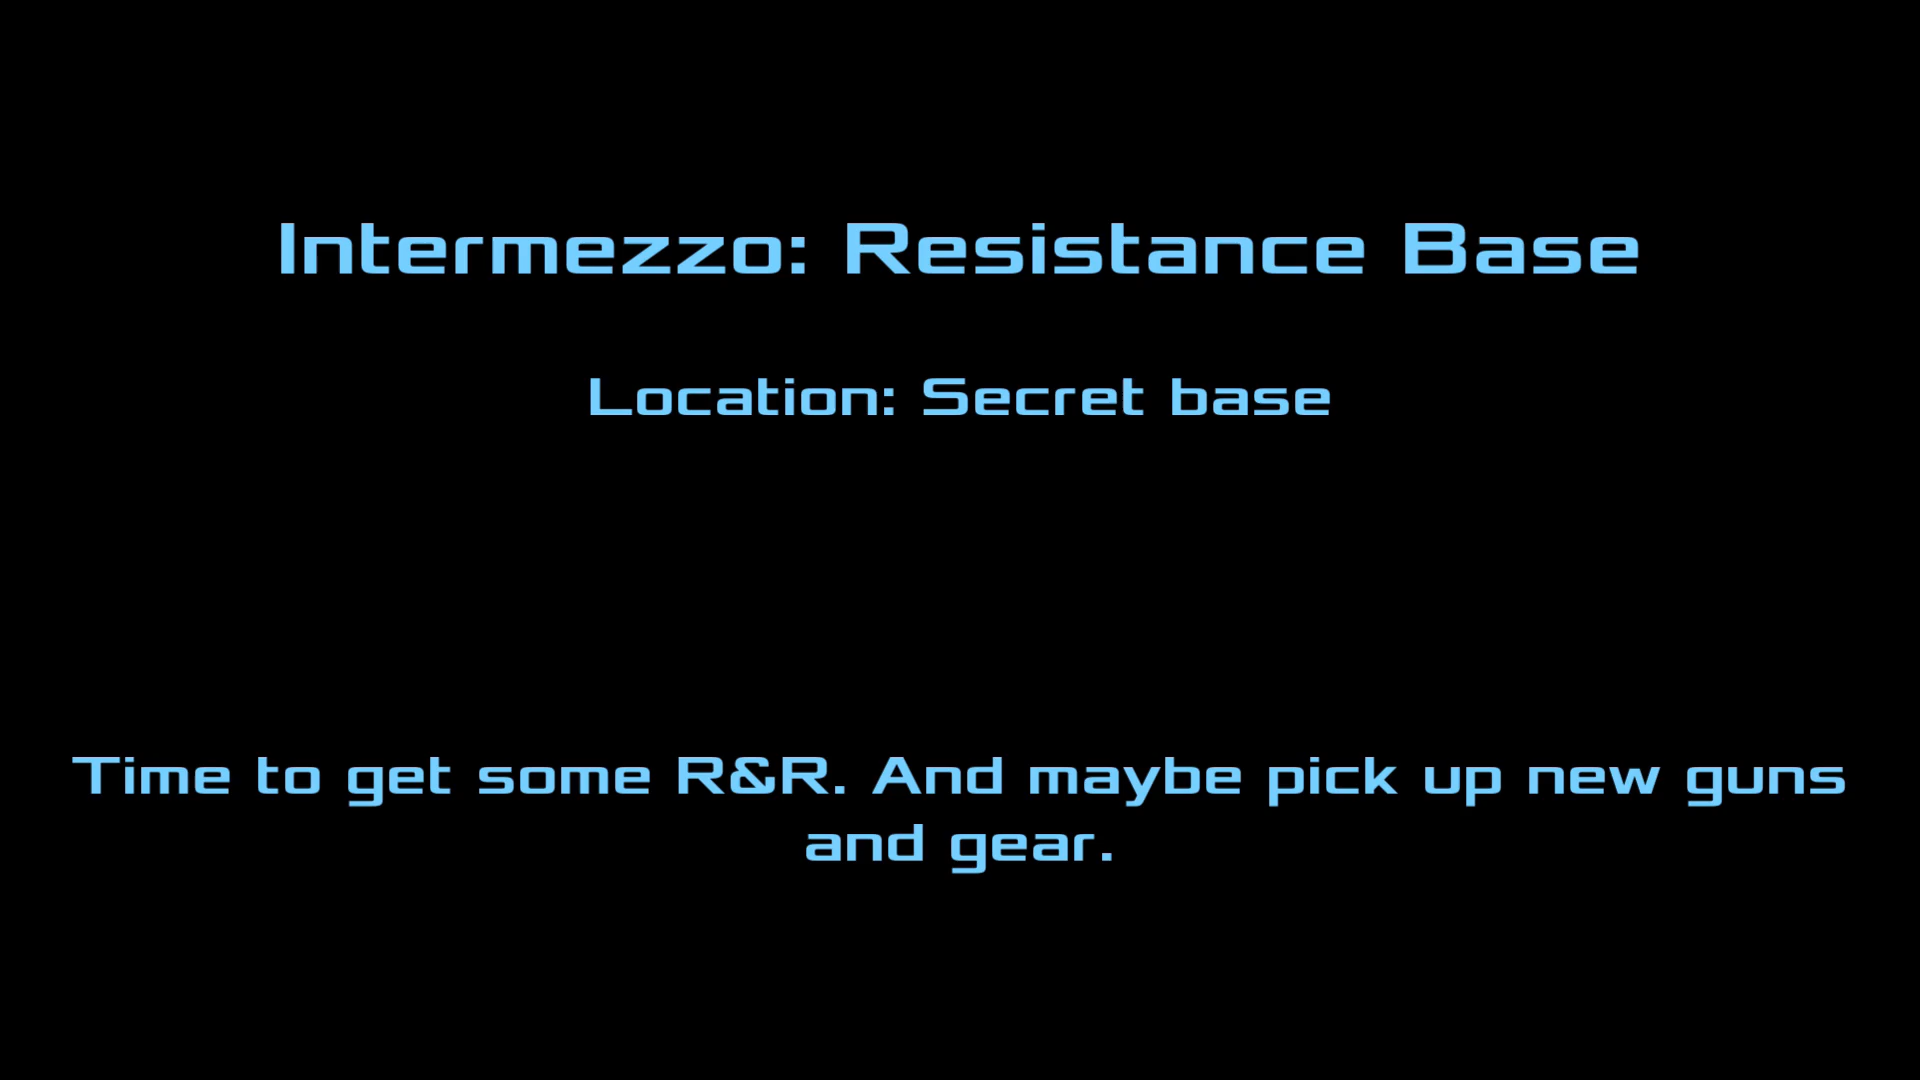 Intermezzo: Resistance Base
Location: Secret base
Time to get some R&R. And maybe pick up new guns
and gear.